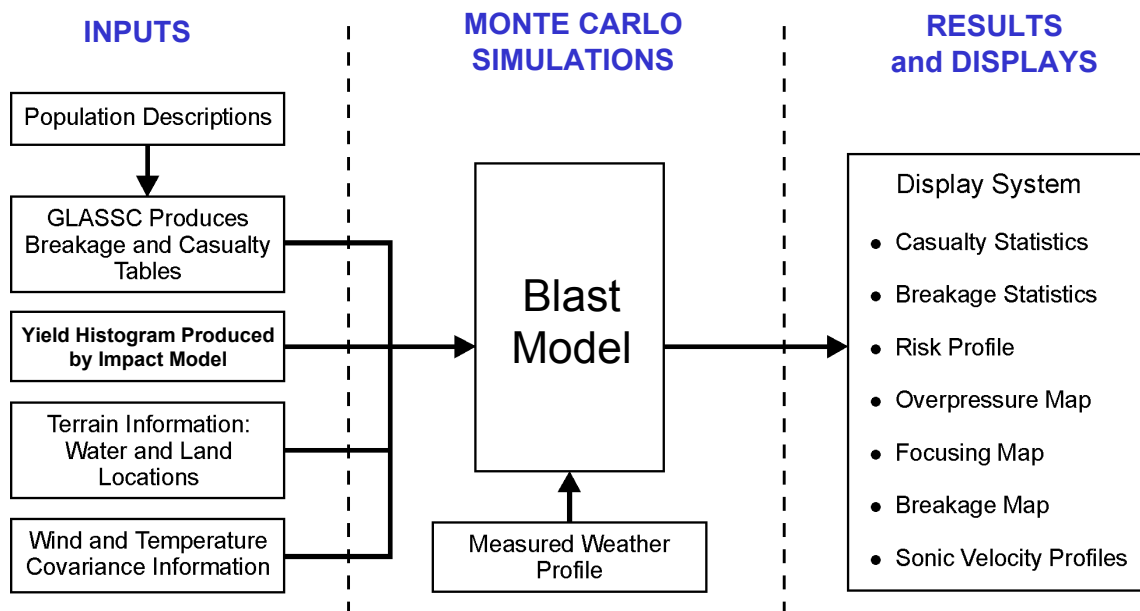 INPUTS
Population Descriptions
GLASSC Produces
Breakage and Casualty
Tables
Yield Histogram Produced
by Impact Model
Terrain Information:
Water and Land
Locations
Wind and Temperature
Covariance Information
MONTE CARLO
SIMULATIONS
Blast
Model
Measured Weather
Profile
RESULTS
and DISPLAYS
Display System
● Casualty Statistics
● Breakage Statistics
● Risk Profile
● Overpressure Map
● Focusing Map
● Breakage Map
● Sonic Velocity Profiles